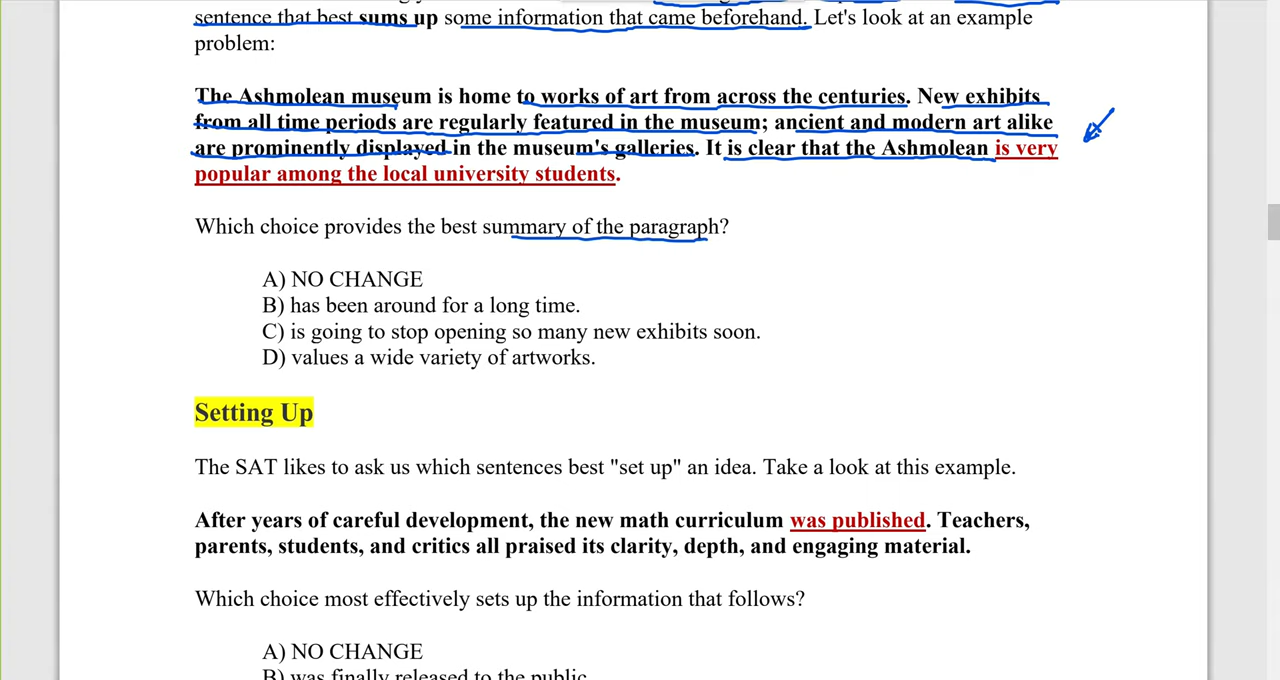 sentence that best sums up some information that came beforehand. Let's look at an example
problem:
The Ashmolean museum is home to works of art from across the centuries. New exhibits
from all time periods are regularly featured in the museum; ancient and modern art alike
are prominently displayed in the museum's galleries. It is clear that the Ashmolean is very
popular among the local university students.
Which choice provides the best summary of the paragraph?
A) NO CHANGE
B) has been around for a long time.
C) is going to stop opening so many new exhibits soon.
D) values a wide variety of artworks.
Setting Up
The SAT likes to ask us which sentences best "set up" an idea. Take a look at this example.
After years of careful development, the new math curriculum was published. Teachers,
parents, students, and critics all praised its clarity, depth, and engaging material.
Which choice most effectively sets up the information that follows?
A) NO CHANGE
B) was finally released to the public.